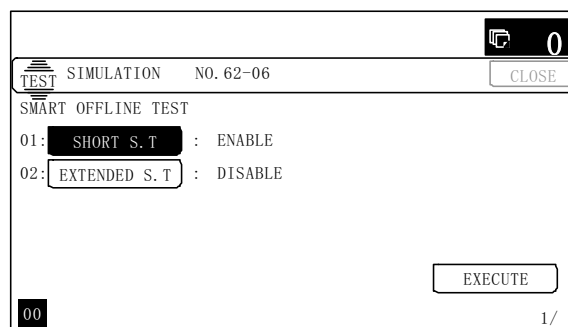 0
TEST SIMULATION NO. 62-06 CLOSE
SMART OFFLINE TEST
01: SHORT S.T : ENABLE
02: EXTENDED S.T : DISABLE
EXECUTE
00 1/